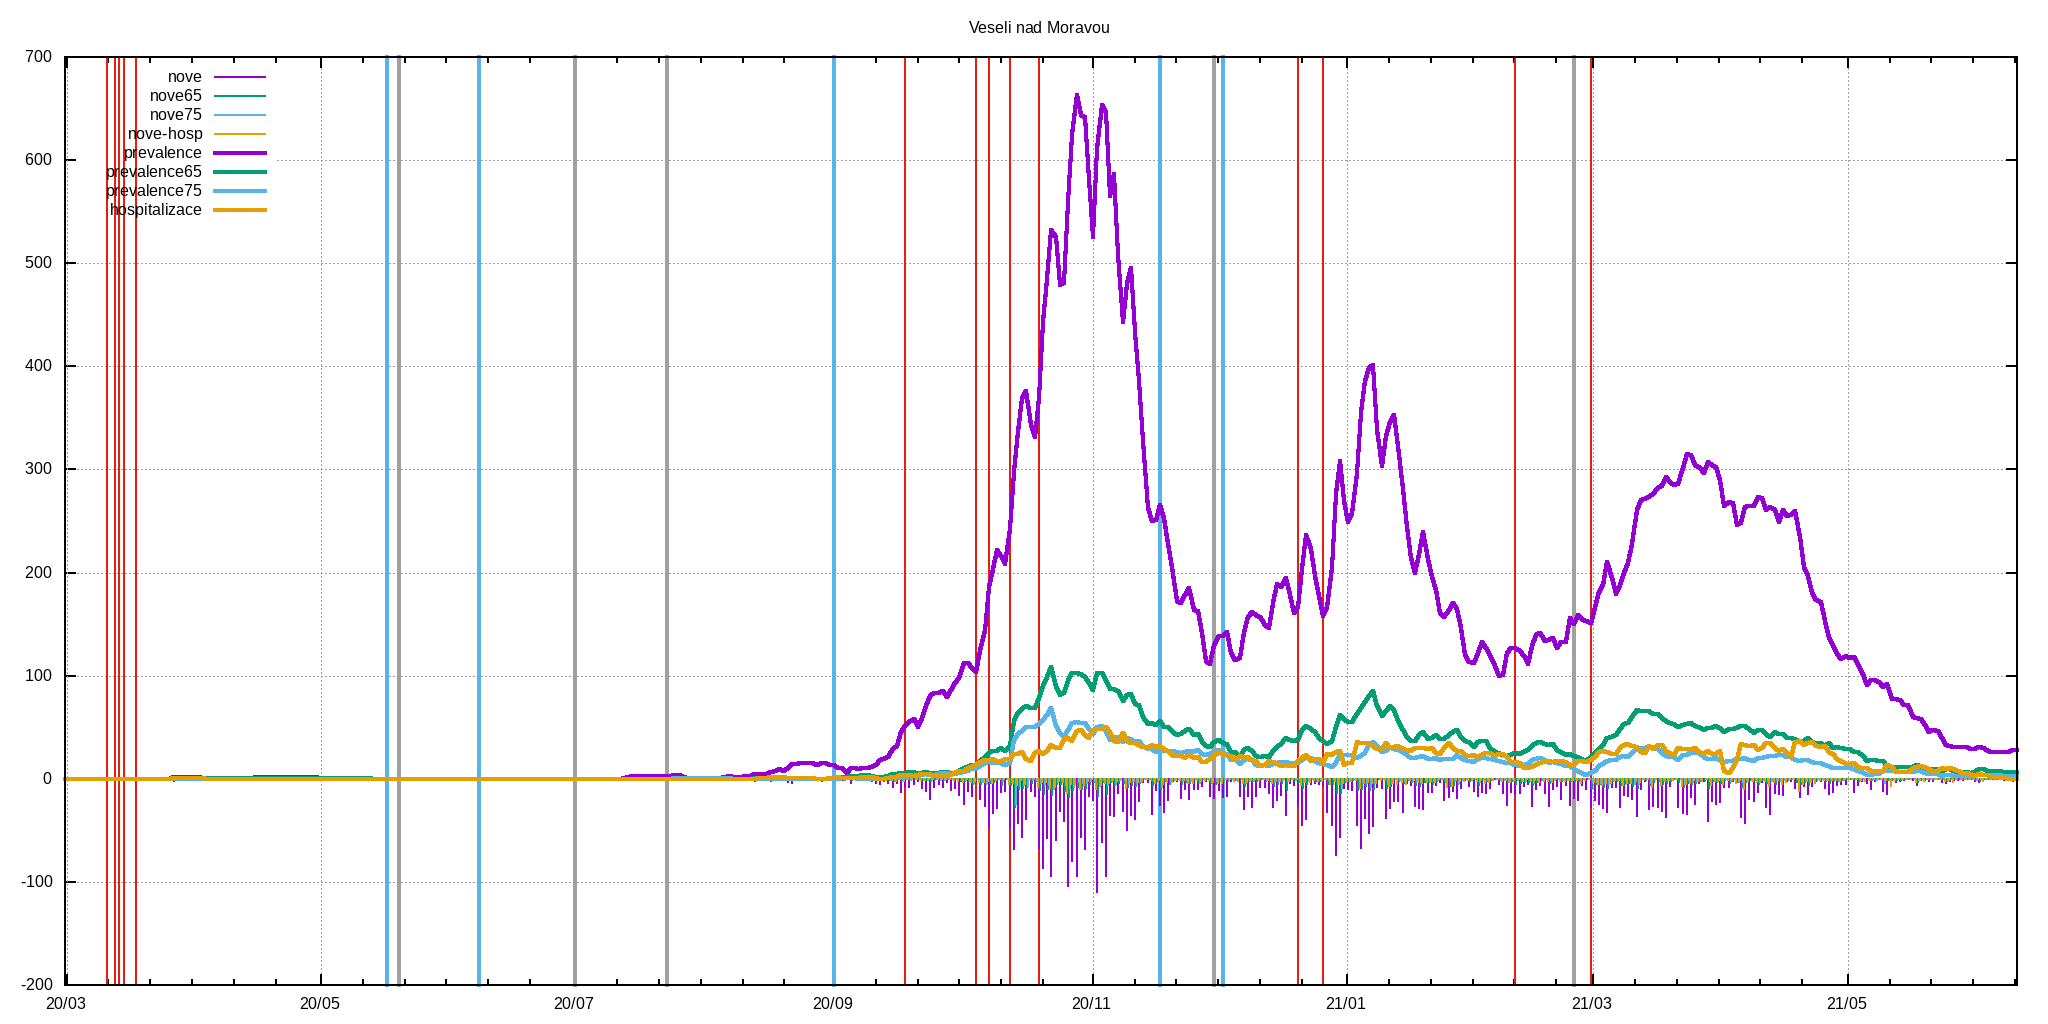 Veseli nad Moravou
700
600
500
400
300
200
100
0
-100
-200
nove
nove65
nove75
nove-hosp
prevalence
prevalence65
prevalence75
hospitalizace
20/03 20/05 20/07 20/09 20/11 21/01 21/03 21/05